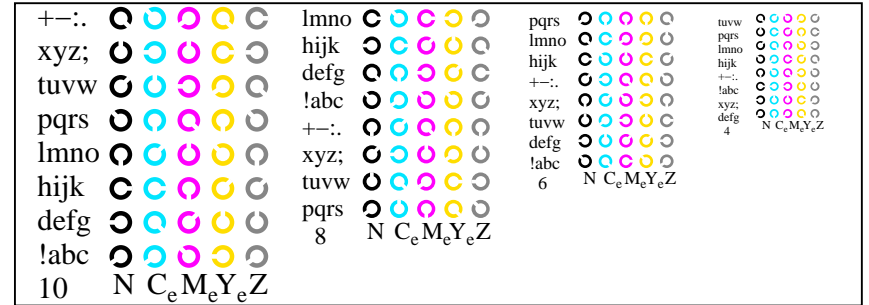 +−:.
xyz;
tuvw
pqrs
lmno
hijk
defg
!abc
10 N CₑMₑYₑZ
lmno
hijk
defg
!abc
+−:.
xyz;
tuvw
pqrs
8 N CₑMₑYₑZ
pqrs
lmno
hijk
+−:.
xyz;
tuvw
defg
!abc
6 N CₑMₑYₑZ
tuvw
pqrs
lmno
hijk
+−:.
!abc
xyz;
defg
4 N CₑMₑYₑZ